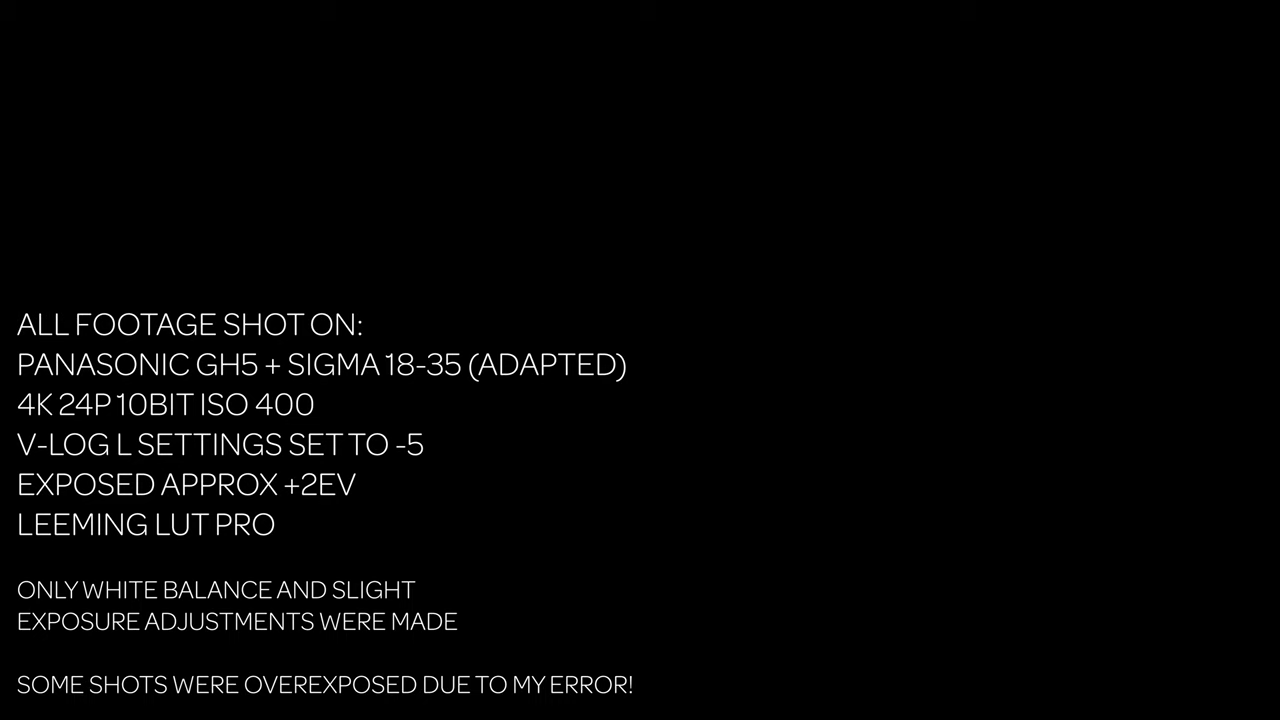 ALL FOOTAGE SHOT ON:
PANASONIC GH5 + SIGMA 18-35 (ADAPTED)
4K 24P 10BIT ISO 400
V-LOG L SETTINGS SET TO -5
EXPOSED APPROX +2EV
LEEMING LUT PRO
ONLY WHITE BALANCE AND SLIGHT
EXPOSURE ADJUSTMENTS WERE MADE
SOME SHOTS WERE OVEREXPOSED DUE TO MY ERROR!